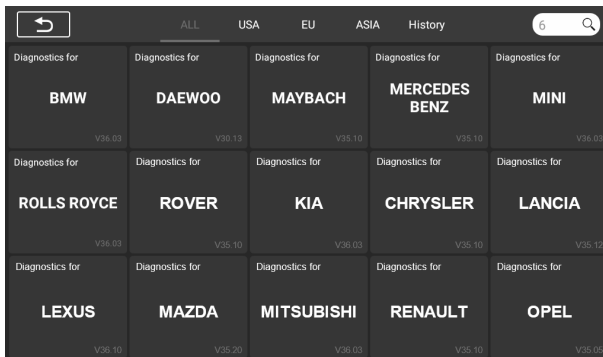 ALL USA EU ASIA History 6
Diagnostics for Diagnostics for Diagnostics for Diagnostics for Diagnostics for
BMW DAEWOO MAYBACH MERCEDES BENZ MINI
V36.03 V30.13 V35.10 V35.10 V36.03
Diagnostics for Diagnostics for Diagnostics for Diagnostics for Diagnostics for
ROLLS ROYCE ROVER KIA CHRYSLER LANCIA
V36.03 V35.10 V36.03 V35.10 V35.12
Diagnostics for Diagnostics for Diagnostics for Diagnostics for Diagnostics for
LEXUS MAZDA MITSUBISHI RENAULT OPEL
V36.10 V35.20 V36.03 V35.10 V35.05